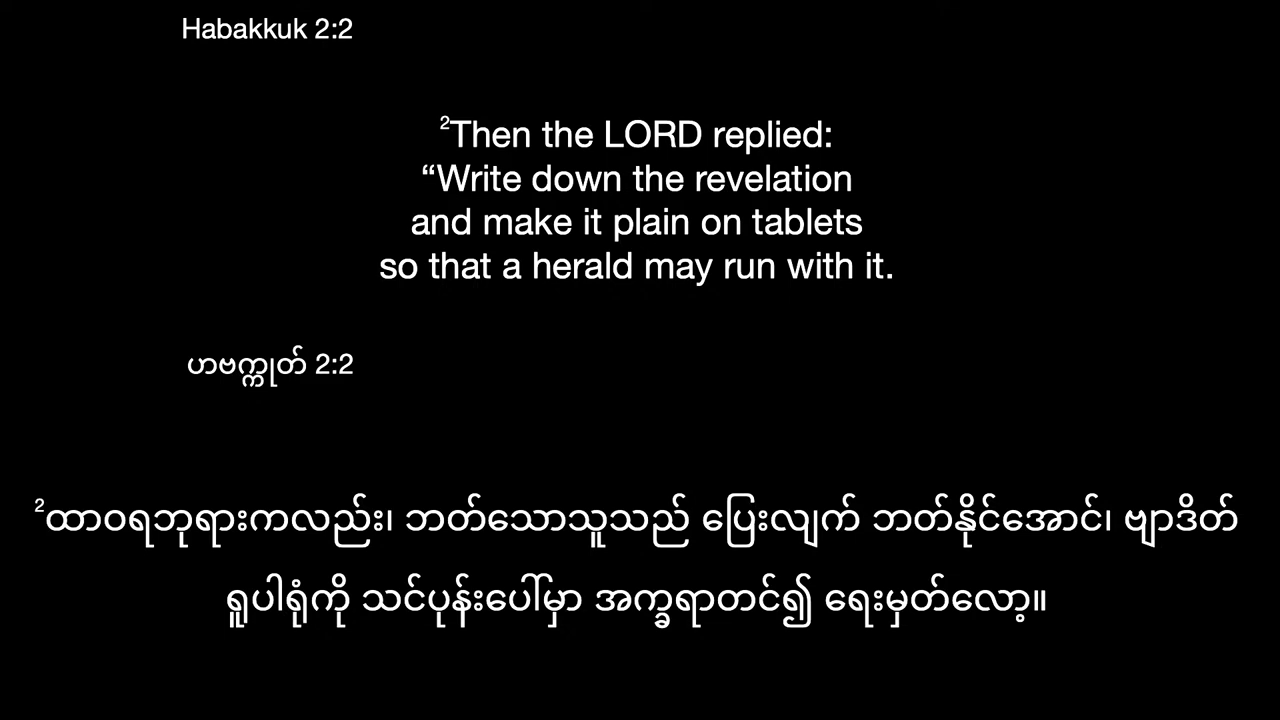 Habakkuk 2:2
²Then the LORD replied:
“Write down the revelation
and make it plain on tablets
so that a herald may run with it.
ဟဗက္ကုတ် 2:2
²ထာဝရဘုရားကလည်း၊ ဘတ်သောသူသည် ပြေးလျက် ဘတ်နိုင်အောင်၊ ဗျာဒိတ်
ရူပါရုံကို သင်ပုန်းပေါ်မှာ အက္ခရာတင်၍ ရေးမှတ်လော့။